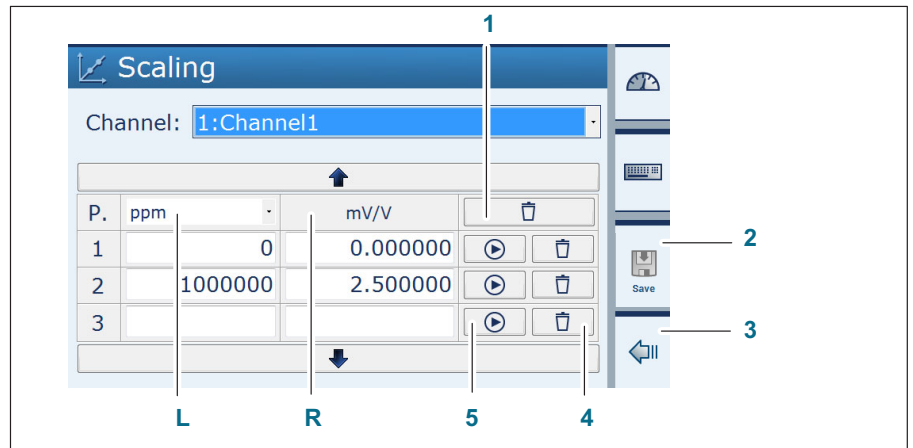 1
Scaling
Channel: 1:Channel1
P. ppm mV/V
1 0 0.000000
2 1000000 2.500000
3
2
Save
3
L R 5 4